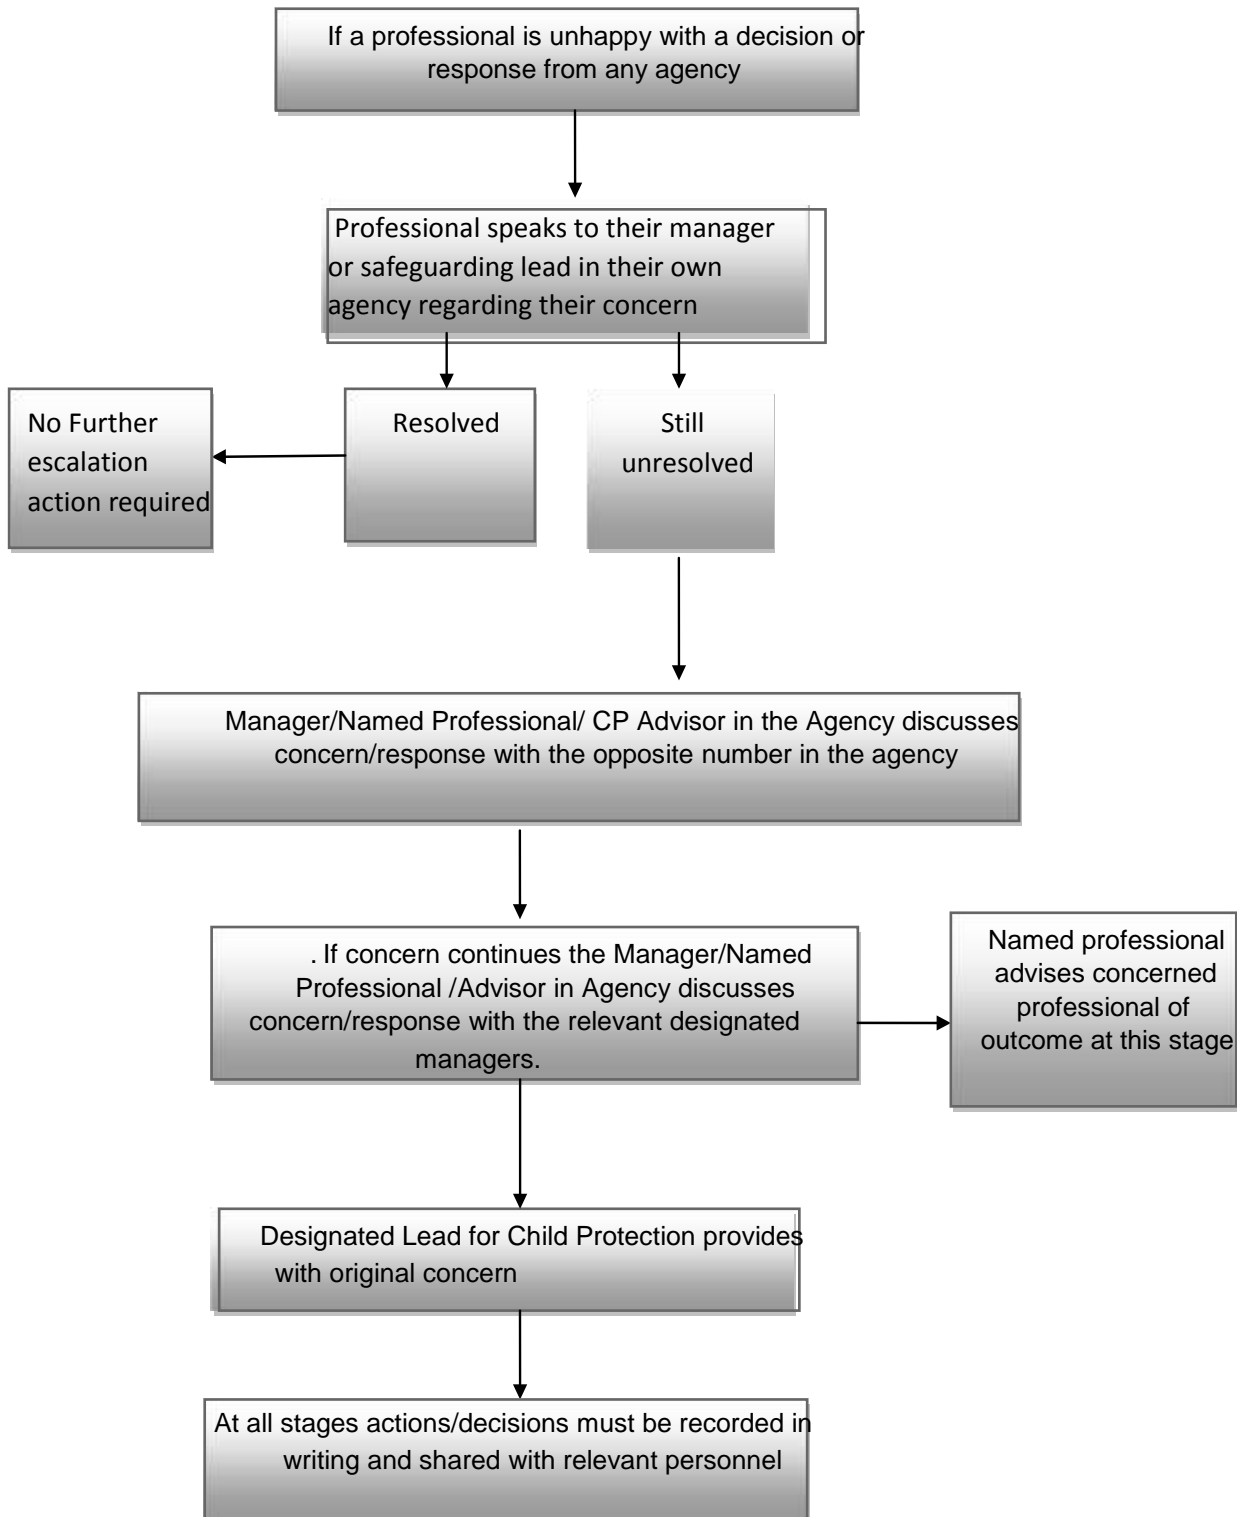 If a professional is unhappy with a decision or
response from any agency
Professional speaks to their manager
or safeguarding lead in their own
agency regarding their concern
No Further
escalation
action required
Resolved
Still
unresolved
Manager/Named Professional/ CP Advisor in the Agency discusses
concern/response with the opposite number in the agency
. If concern continues the Manager/Named
Professional /Advisor in Agency discusses
concern/response with the relevant designated
managers.
Named professional
advises concerned
professional of
outcome at this stage
Designated Lead for Child Protection provides
with original concern
At all stages actions/decisions must be recorded in
writing and shared with relevant personnel